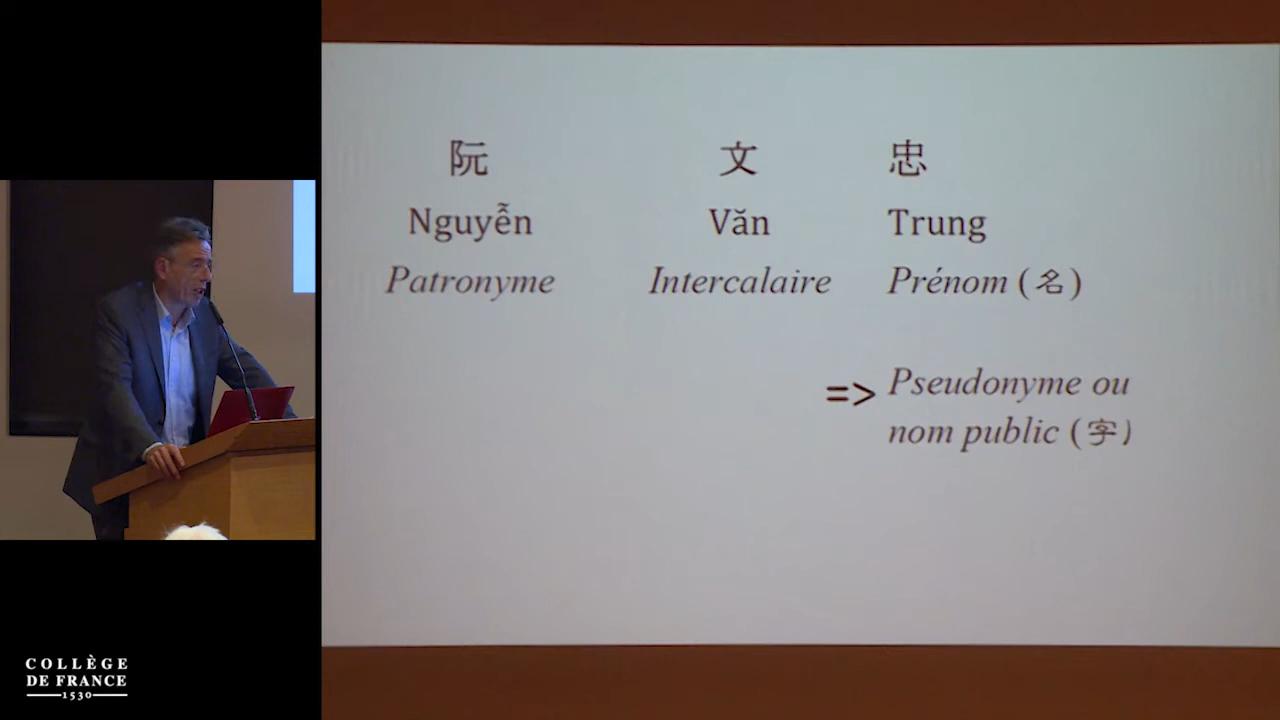 阮 文 忠
Nguyễn Văn Trung
Patronyme Intercalaire Prénom (名)
=> Pseudonyme ou
nom public (字)
COLLÈGE
DE FRANCE
1530